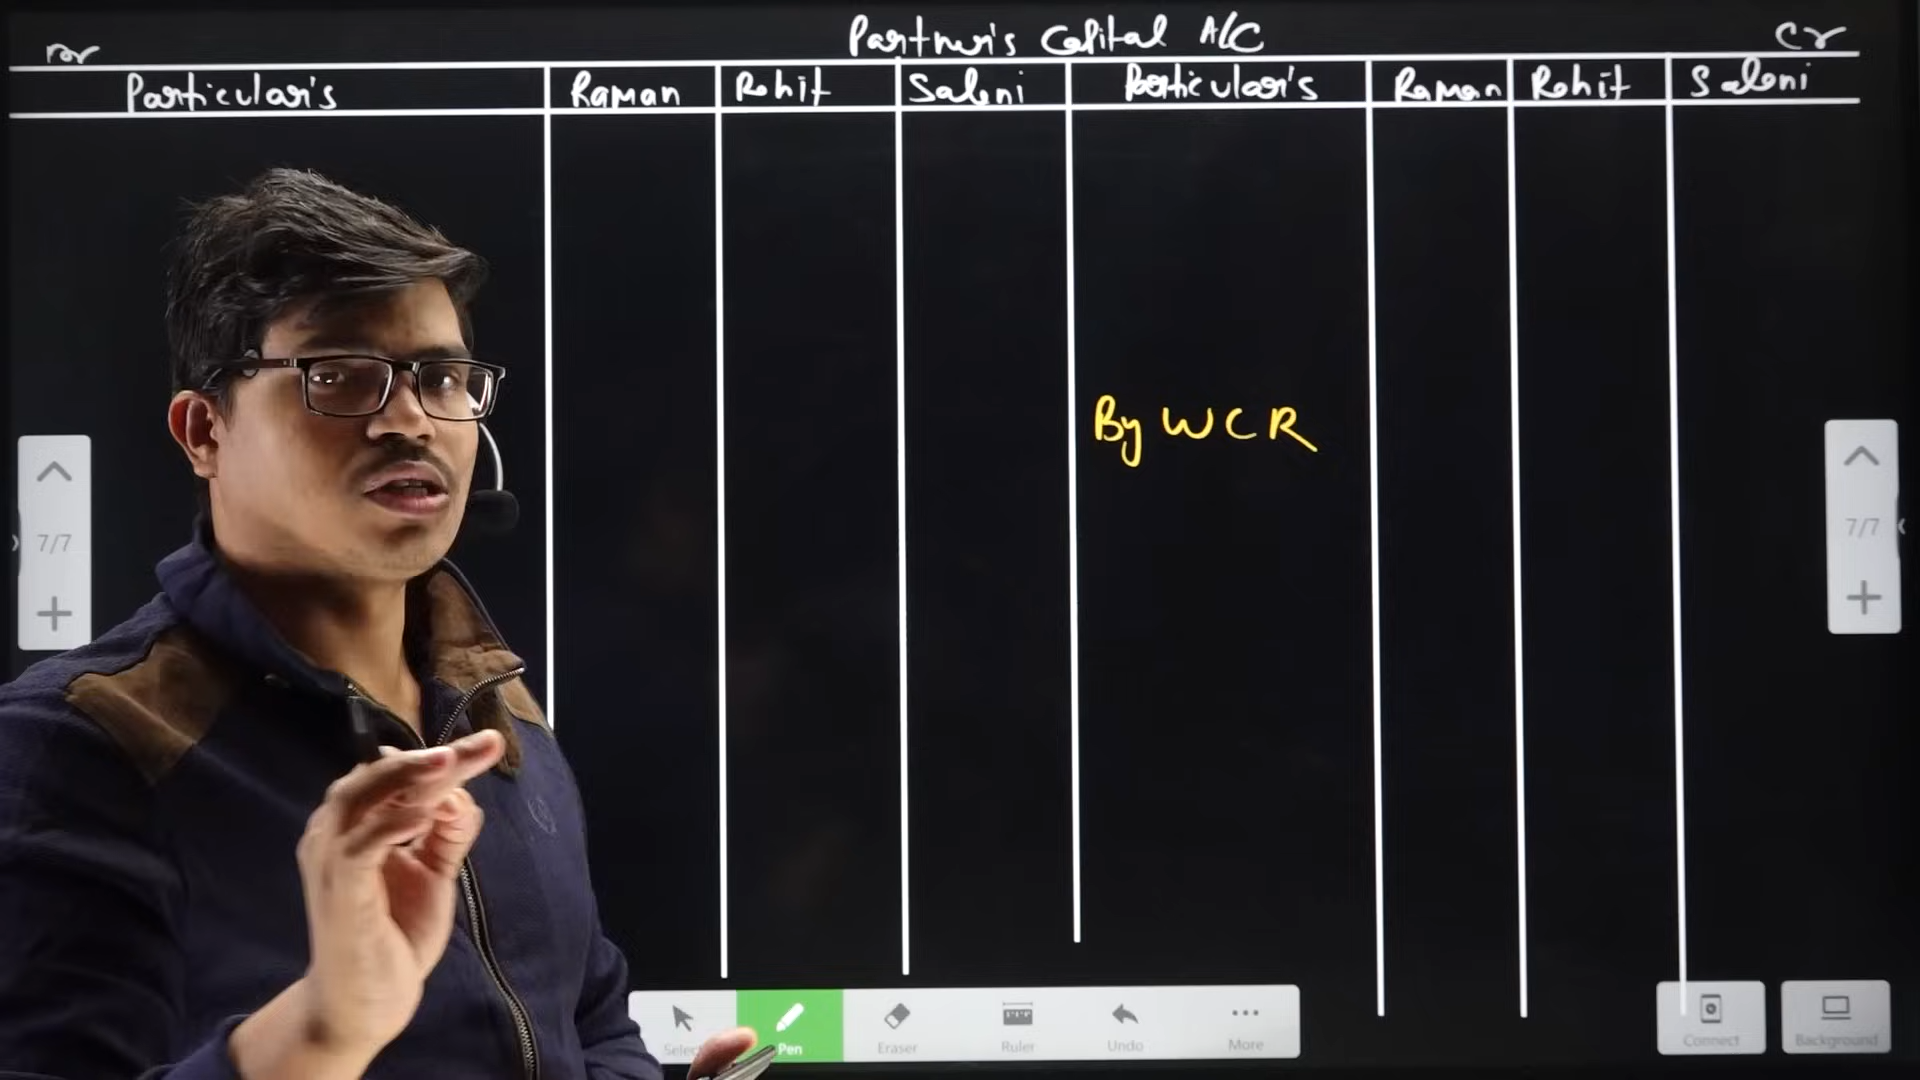 Partner's Capital A/C
Dr Cr
Particular's Raman Rohit Saloni Particular's Raman Rohit Saloni
By WCR
7/7 7/7
Select Pen Eraser Ruler Undo More Connect Background